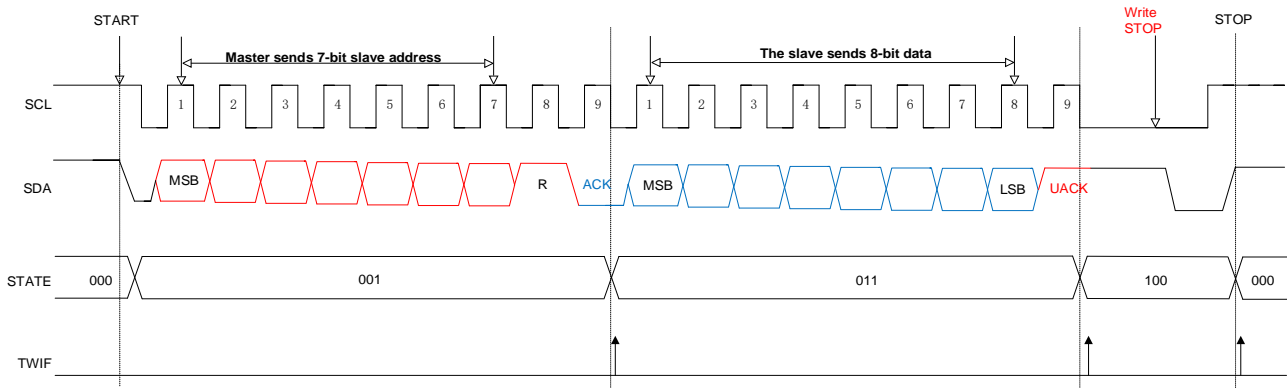 START
Write
STOP
STOP
Master sends 7-bit slave address
The slave sends 8-bit data
SCL
1 2 3 4 5 6 7 8 9 1 2 3 4 5 6 7 8 9
SDA
MSB R ACK MSB LSB UACK
STATE
000 001 011 100 000
TWIF